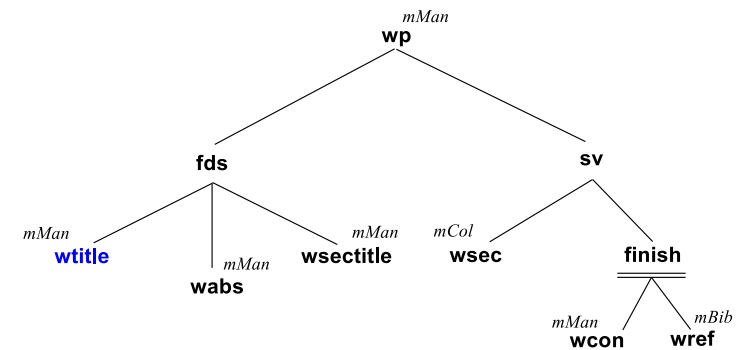 mMan
wp
fds
sv
mMan
wtitle
mMan
wabs
mMan
wsectitle
mCol
wsec
finish
mMan
wcon
mBib
wref